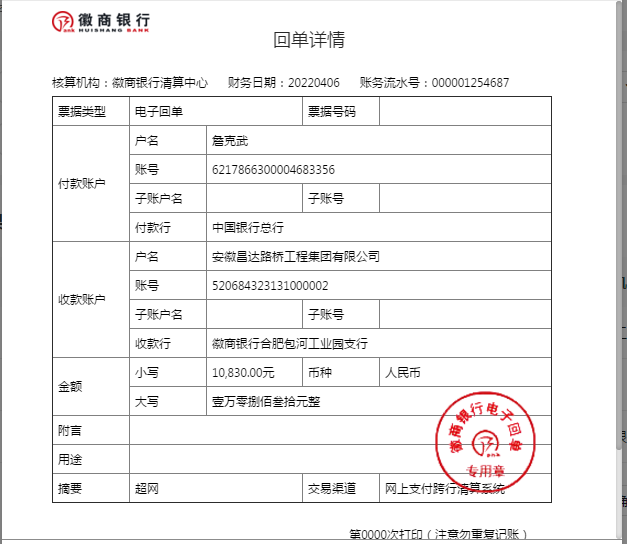 徽商银行
HUISHANG BANK
回单详情
核算机构：徽商银行清算中心 财务日期：20220406 账务流水号：000001254687
票据类型 电子回单 票据号码
付款账户
户名 詹克武
账号 6217866300004683356
子账户名 子账号
付款行 中国银行总行
收款账户
户名 安徽昌达路桥工程集团有限公司
账号 520684323131000002
子账户名 子账号
收款行 徽商银行合肥包河工业园支行
金额
小写 10,830.00元 币种 人民币
大写 壹万零捌佰叁拾元整
附言
用途
摘要 超网 交易渠道 网上支付跨行清算系统
徽商银行电子回单
专用章
第0000次打印（注意勿重复记账）